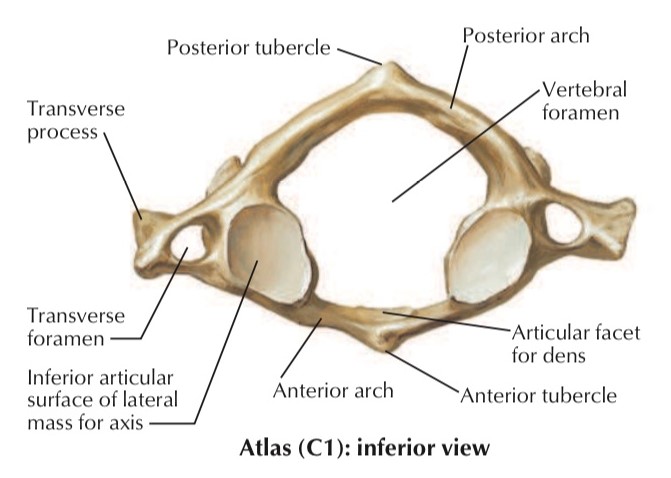 Posterior tubercle
Posterior arch
Vertebral
foramen
Transverse
process
Transverse
foramen
Inferior articular
surface of lateral
mass for axis
Anterior arch
Articular facet
for dens
Anterior tubercle
Atlas (C1): inferior view